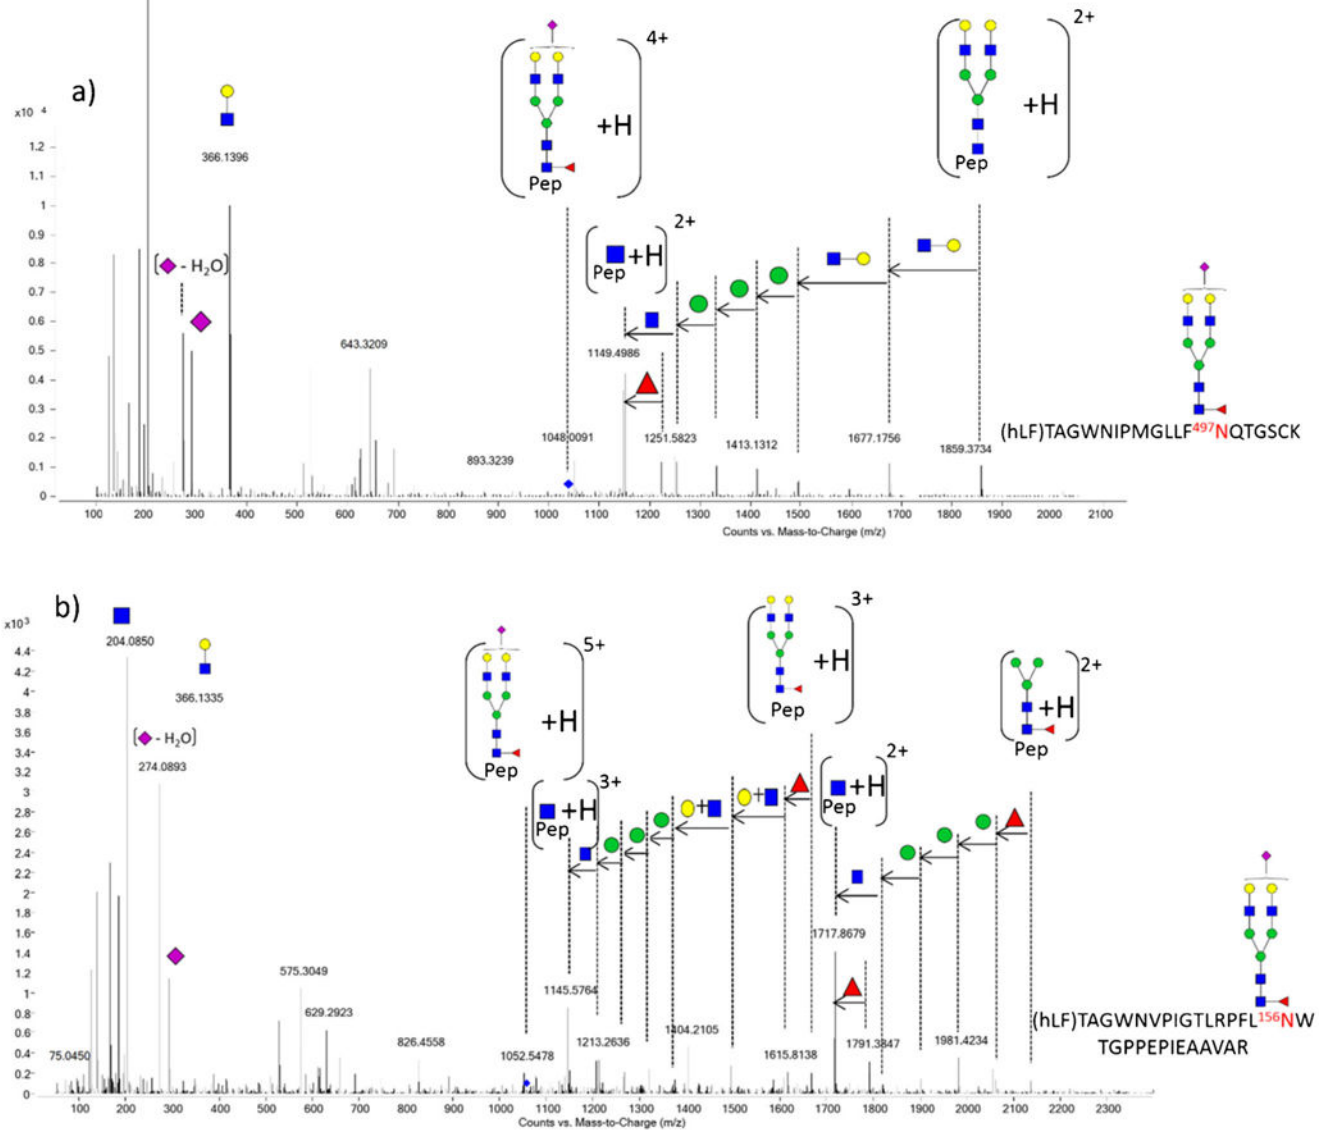 a)
x10 4
1.2
1.1
1
0.9
0.8
0.7
0.6
0.5
0.4
0.3
0.2
0.1
0
366.1396
[ - H2O]
643.3209
893.3239
4+
+H
Pep
2+
+H
Pep
2+
+H
Pep
1149.4986
1048.0091
1251.5823
1413.1312
1677.1756
1859.3734
(hLF)TAGWNIPMGLLF497NQTGSCK
100 200 300 400 500 600 700 800 900 1000 1100 1200 1300 1400 1500 1600 1700 1800 1900 2000 2100
Counts vs. Mass-to-Charge (m/z)
b)
x10 3
4.4
4.2
4
3.8
3.6
3.4
3.2
3
2.8
2.6
2.4
2.2
2
1.8
1.6
1.4
1.2
1
0.8
0.6
0.4
0.2
0
204.0850
366.1335
[ - H2O]
274.0893
5+
+H
Pep
3+
+H
Pep
3+
+H
Pep
2+
+H
Pep
2+
+H
Pep
575.3049
629.2923
75.0450
826.4558
1052.5478
1145.5764
1213.2636
1404.2105
1615.8138
1717.8679
1791.3847
1981.4234
(hLF)TAGWNVPIGTLRPFL156NW
TGPPEPIEAAVAR
100 200 300 400 500 600 700 800 900 1000 1100 1200 1300 1400 1500 1600 1700 1800 1900 2000 2100 2200 2300
Counts vs. Mass-to-Charge (m/z)